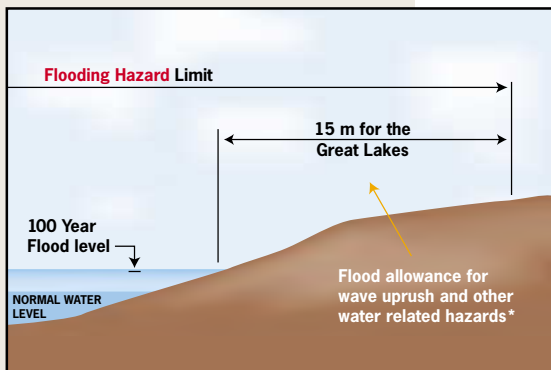 Flooding Hazard Limit
15 m for the
Great Lakes
100 Year
Flood level
NORMAL WATER
LEVEL
Flood allowance for
wave uprush and other
water related hazards*